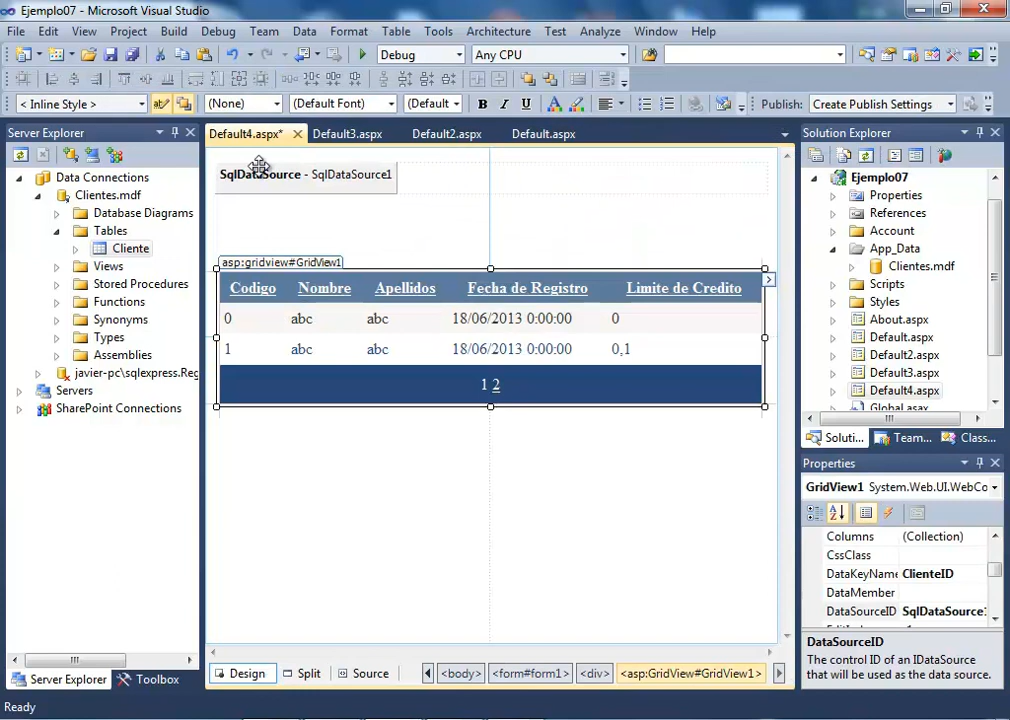 Ejemplo07 - Microsoft Visual Studio
File Edit View Project Build Debug Team Data Format Table Tools Architecture Test Analyze Window Help
Debug Any CPU
< Inline Style > (None) (Default Font) (Default B I U A Publish: Create Publish Settings
Server Explorer
Data Connections
Clientes.mdf
Database Diagrams
Tables
Cliente
Views
Stored Procedures
Functions
Synonyms
Types
Assemblies
javier-pc\sqlexpress.Reg
Servers
SharePoint Connections
Server Explorer Toolbox
Default4.aspx* Default3.aspx Default2.aspx Default.aspx
SqlDataSource - SqlDataSource1
asp:gridview#GridView1
Codigo Nombre Apellidos Fecha de Registro Limite de Credito
0 abc abc 18/06/2013 0:00:00 0
1 abc abc 18/06/2013 0:00:00 0,1
1 2
Design Split Source <body> <form#form1> <div> <asp:GridView#GridView1>
Solution Explorer
Ejemplo07
Properties
References
Account
App_Data
Clientes.mdf
Scripts
Styles
About.aspx
Default.aspx
Default2.aspx
Default3.aspx
Default4.aspx
Global.asax
Soluti... Team... Class...
Properties
GridView1 System.Web.UI.WebCo
Columns (Collection)
CssClass
DataKeyName ClienteID
DataMember
DataSourceID SqlDataSource1
DataSourceID
The control ID of an IDataSource
that will be used as the data source.
Ready